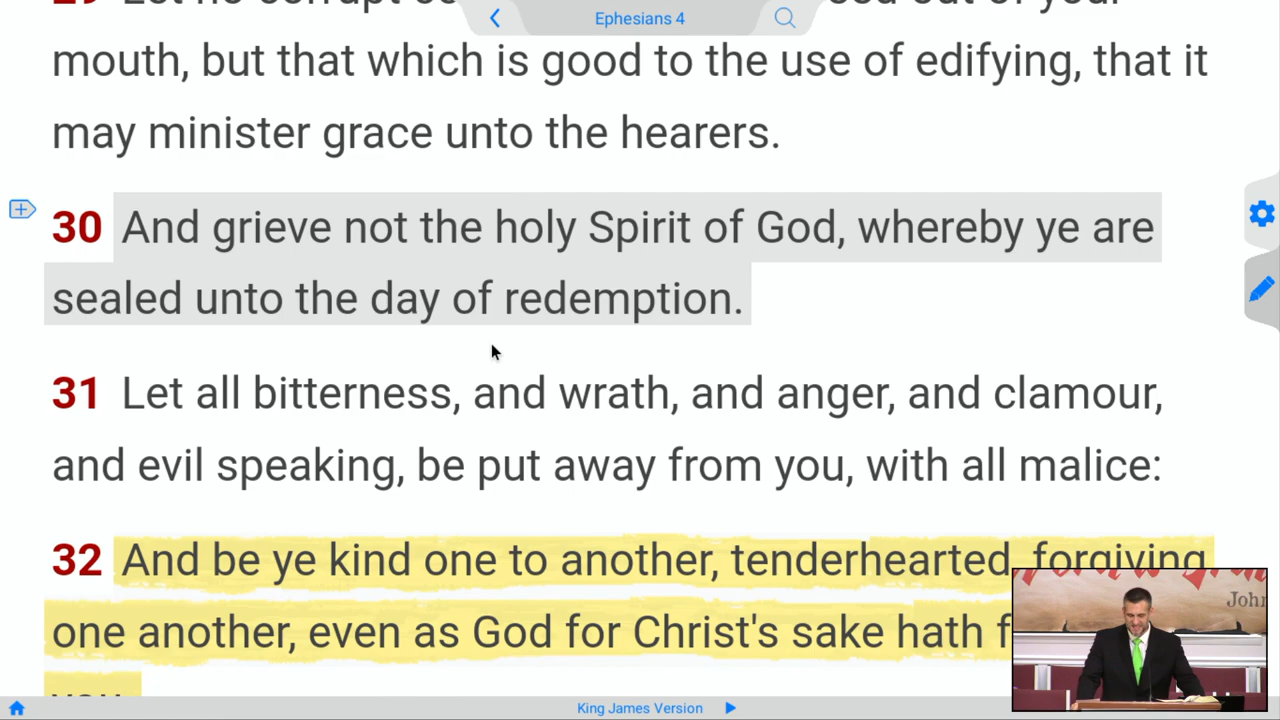 Ephesians 4
mouth, but that which is good to the use of edifying, that it
may minister grace unto the hearers.
30 And grieve not the holy Spirit of God, whereby ye are
sealed unto the day of redemption.
31 Let all bitterness, and wrath, and anger, and clamour,
and evil speaking, be put away from you, with all malice:
32 And be ye kind one to another, tenderhearted, forgiving
one another, even as God for Christ's sake hath
John
King James Version